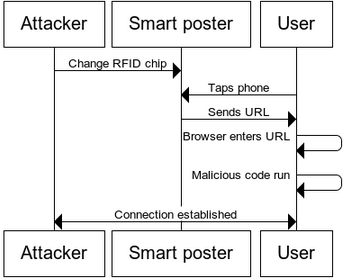 Attacker
Smart poster
User
Change RFID chip
Taps phone
Sends URL
Browser enters URL
Malicious code run
Connection established
Attacker
Smart poster
User